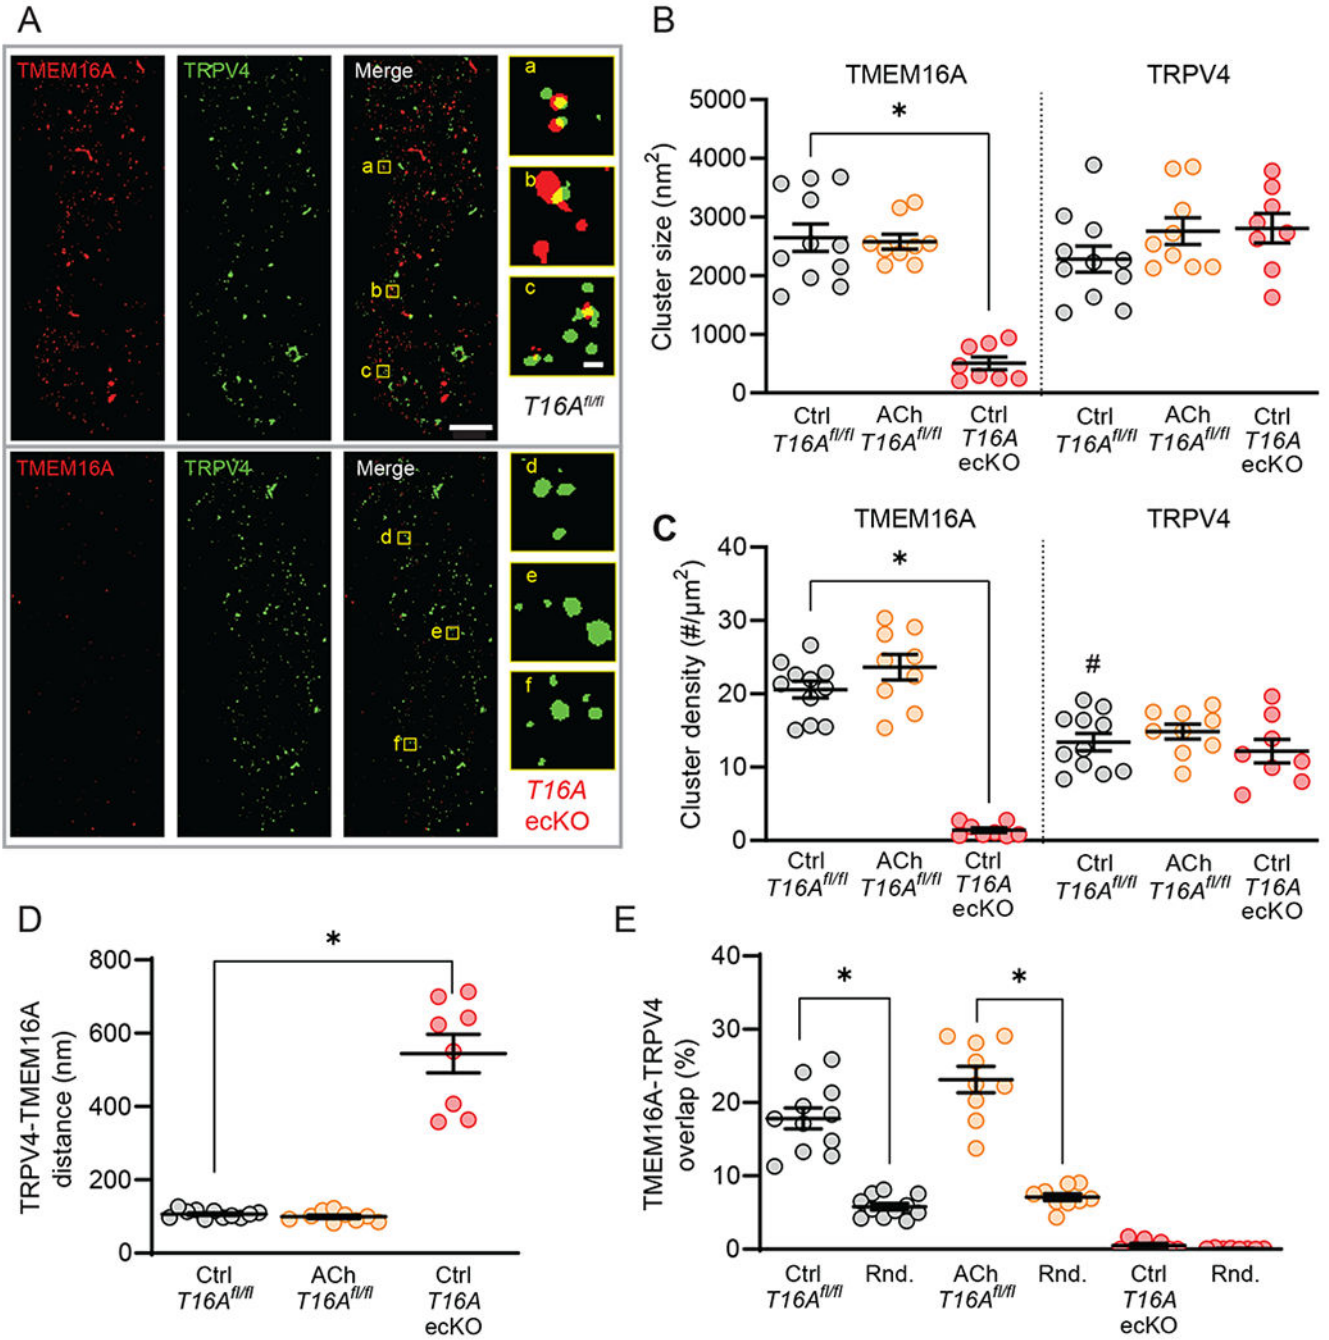 A
TMEM16A
TRPV4
Merge
a
b
c
a
b
c
T16A^fl/fl
TMEM16A
TRPV4
Merge
d
e
f
d
e
f
T16A
ecKO
B
TMEM16A
TRPV4
*
Cluster size (nm²)
5000
4000
3000
2000
1000
0
Ctrl
T16A^fl/fl
ACh
T16A^fl/fl
Ctrl
T16A
ecKO
Ctrl
T16A^fl/fl
ACh
T16A^fl/fl
Ctrl
T16A
ecKO
C
TMEM16A
TRPV4
*
#
Cluster density (#/µm²)
40
30
20
10
0
Ctrl
T16A^fl/fl
ACh
T16A^fl/fl
Ctrl
T16A
ecKO
Ctrl
T16A^fl/fl
ACh
T16A^fl/fl
Ctrl
T16A
ecKO
D
*
TRPV4-TMEM16A
distance (nm)
800
600
400
200
0
Ctrl
T16A^fl/fl
ACh
T16A^fl/fl
Ctrl
T16A
ecKO
E
*
*
TMEM16A-TRPV4
overlap (%)
40
30
20
10
0
Ctrl
T16A^fl/fl
Rnd.
ACh
T16A^fl/fl
Rnd.
Ctrl
T16A
ecKO
Rnd.